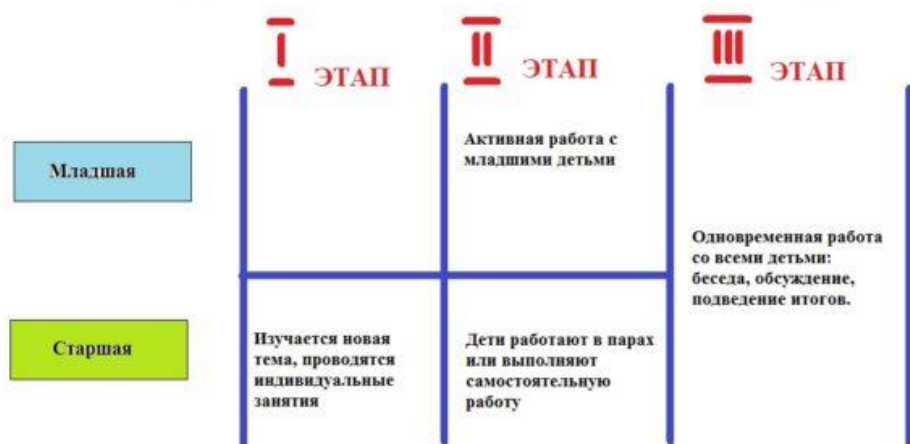 I ЭТАП
II ЭТАП
III ЭТАП
Младшая
Активная работа с
младшими детьми
Одновременная работа
со всеми детьми:
беседа, обсуждение,
подведение итогов.
Старшая
Изучается новая
тема, проводятся
индивидуальные
занятия
Дети работают в парах
или выполняют
самостоятельную
работу